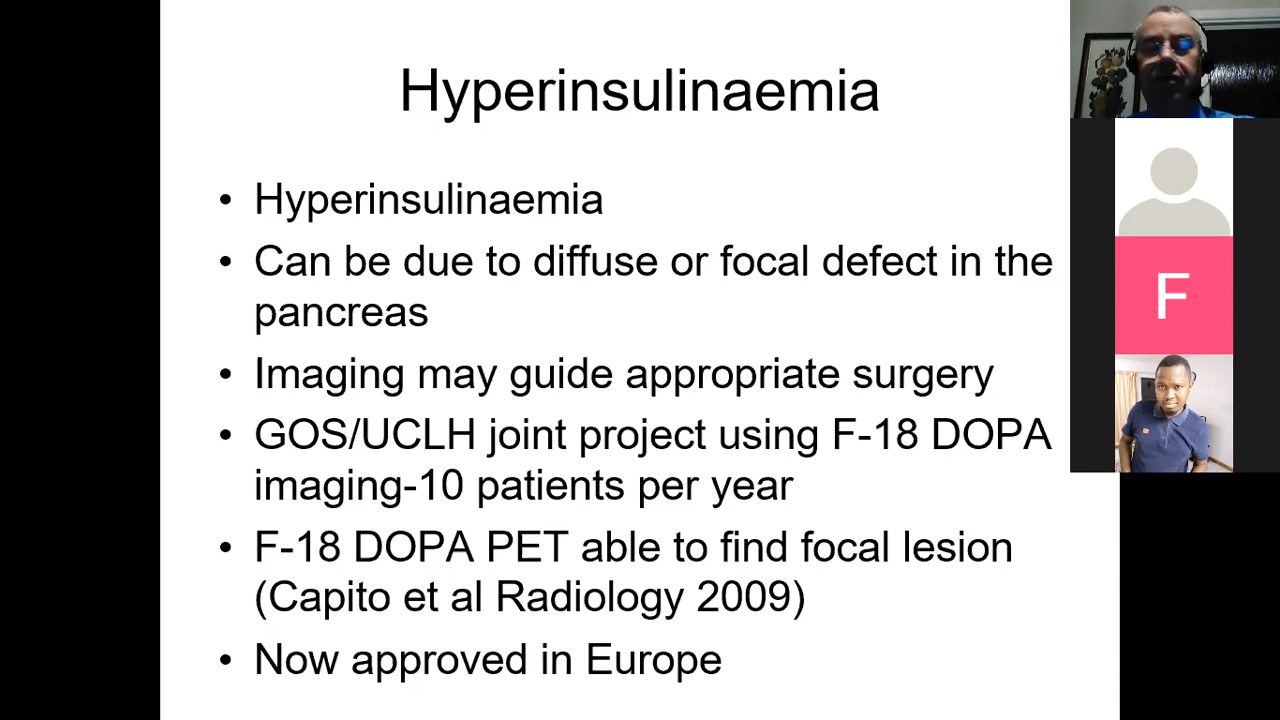 Hyperinsulinaemia
• Hyperinsulinaemia
• Can be due to diffuse or focal defect in the
pancreas
• Imaging may guide appropriate surgery
• GOS/UCLH joint project using F-18 DOPA
imaging-10 patients per year
• F-18 DOPA PET able to find focal lesion
(Capito et al Radiology 2009)
• Now approved in Europe
F